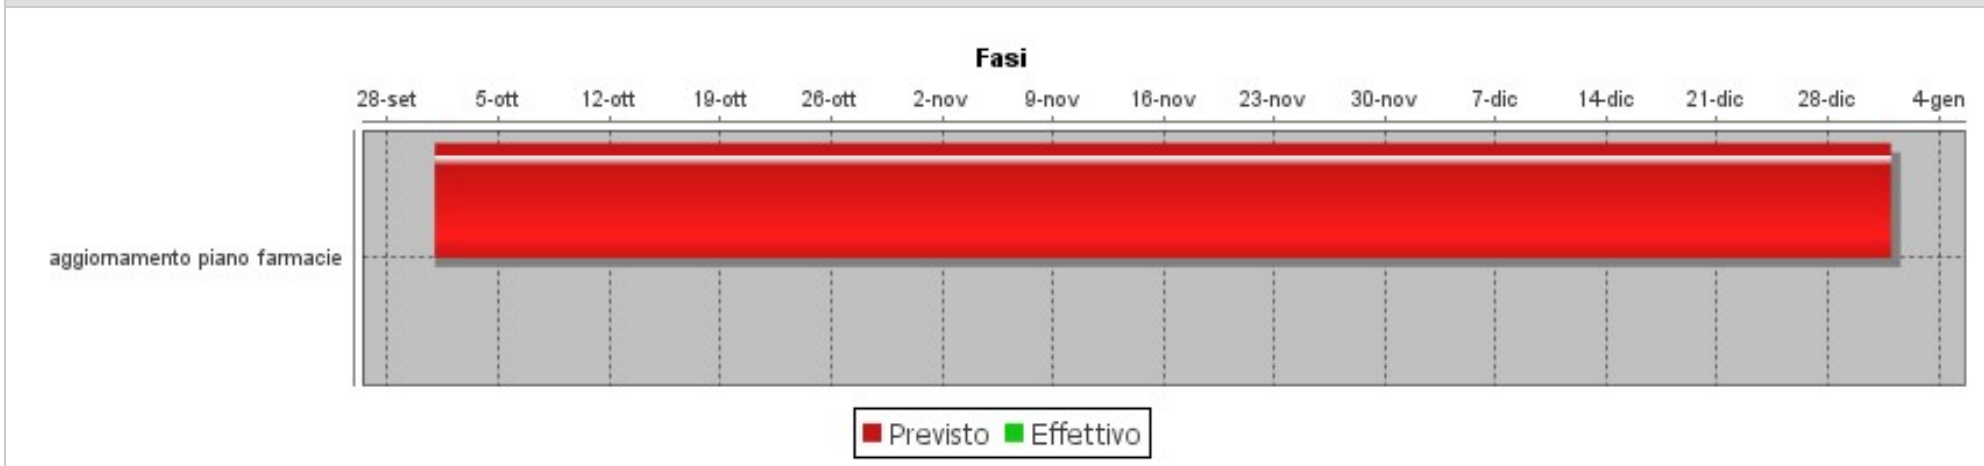 Fasi
28-set 5-ott 12-ott 19-ott 26-ott 2-nov 9-nov 16-nov 23-nov 30-nov 7-dic 14-dic 21-dic 28-dic 4-gen
aggiornamento piano farmacie
Previsto Effettivo